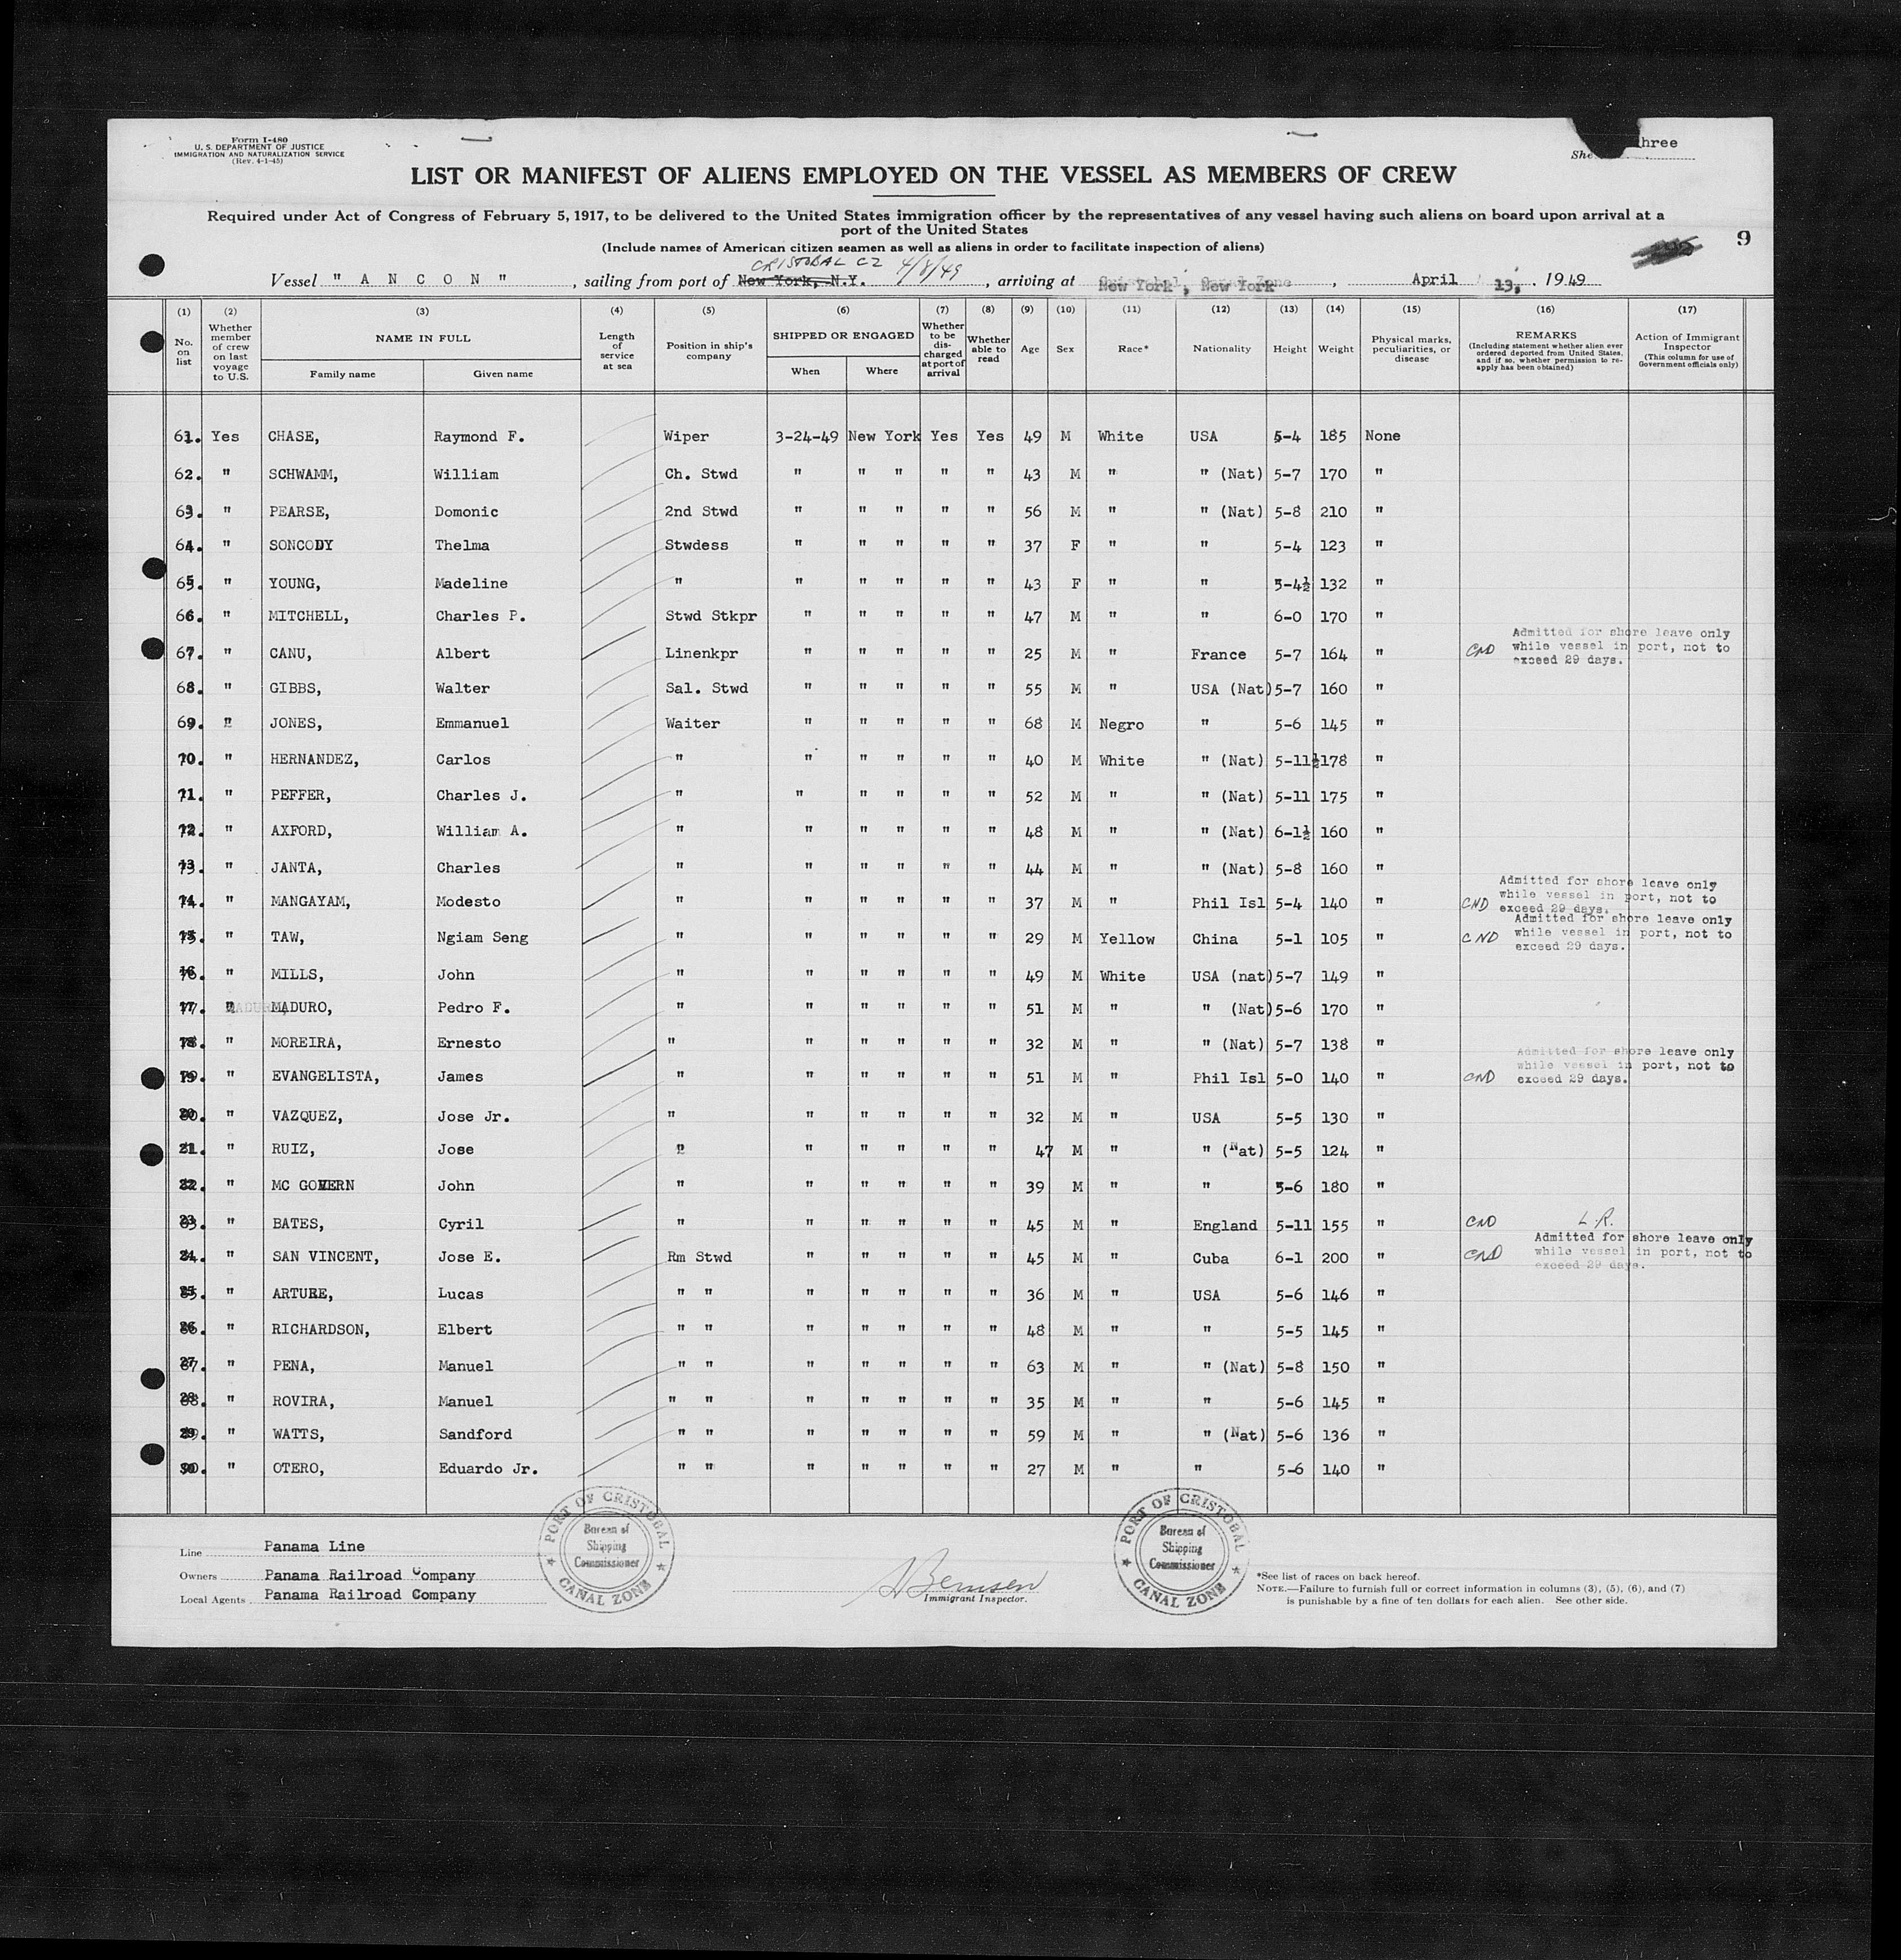 Form I-480
U. S. DEPARTMENT OF JUSTICE
IMMIGRATION AND NATURALIZATION SERVICE
(Rev. 4-1-45)
hree
She
LIST OR MANIFEST OF ALIENS EMPLOYED ON THE VESSEL AS MEMBERS OF CREW
Required under Act of Congress of February 5, 1917, to be delivered to the United States immigration officer by the representatives of any vessel having such aliens on board upon arrival at a
port of the United States
(Include names of American citizen seamen as well as aliens in order to facilitate inspection of aliens)
9
CRISTOBAL CZ 4/8/49
Vessel " A N C O N " , sailing from port of New York, N.Y. , arriving at New York, New York , April 13, 1949
(1) (2) (3) (4) (5) (6) (7) (8) (9) (10) (11) (12) (13) (14) (15) (16) (17)
No. on list Whether member of crew on last voyage to U.S. NAME IN FULL Family name Given name Length of service at sea Position in ship's company SHIPPED OR ENGAGED When Where Whether to be discharged at port of arrival Whether able to read Age Sex Race* Nationality Height Weight Physical marks, peculiarities, or disease REMARKS (Including statement whether alien ever ordered deported from United States, and if so, whether permission to reapply has been obtained) Action of Immigrant Inspector (This column for use of Government officials only)
61. Yes CHASE, Raymond F. Wiper 3-24-49 New York Yes Yes 49 M White USA 5-4 185 None
62. " SCHWAMM, William Ch. Stwd " " " " " 43 M " " (Nat) 5-7 170 "
63. " PEARSE, Domonic 2nd Stwd " " " " " 56 M " " (Nat) 5-8 210 "
64. " SONCODY Thelma Stwdess " " " " " 37 F " " 5-4 123 "
65. " YOUNG, Madeline " " " " " " 43 F " " 5-4½ 132 "
66. " MITCHELL, Charles P. Stwd Stkpr " " " " " 47 M " " 6-0 170 "
67. " CANU, Albert Linenkpr " " " " " 25 M " France 5-7 164 " CND Admitted for shore leave only while vessel in port, not to exceed 29 days.
68. " GIBBS, Walter Sal. Stwd " " " " " 55 M " USA (Nat) 5-7 160 "
69. " JONES, Emmanuel Waiter " " " " " 68 M Negro " 5-6 145 "
70. " HERNANDEZ, Carlos " " " " " " 40 M White " (Nat) 5-11½ 178 "
71. " PEFFER, Charles J. " " " " " " 52 M " " (Nat) 5-11 175 "
72. " AXFORD, William A. " " " " " " 48 M " " (Nat) 6-1½ 160 "
73. " JANTA, Charles " " " " " " 44 M " " (Nat) 5-8 160 "
74. " MANGAYAM, Modesto " " " " " " 37 M " Phil Isl 5-4 140 " CND Admitted for shore leave only while vessel in port, not to exceed 29 days.
75. " TAW, Ngiam Seng " " " " " " 29 M Yellow China 5-1 105 " CND Admitted for shore leave only while vessel in port, not to exceed 29 days.
76. " MILLS, John " " " " " " 49 M White USA (nat) 5-7 149 "
77. " MADURO, Pedro F. " " " " " " 51 M " " (Nat) 5-6 170 "
78. " MOREIRA, Ernesto " " " " " " 32 M " " (Nat) 5-7 138 "
79. " EVANGELISTA, James " " " " " " 51 M " Phil Isl 5-0 140 " CND Admitted for shore leave only while vessel in port, not to exceed 29 days.
80. " VAZQUEZ, Jose Jr. " " " " " " 32 M " USA 5-5 130 "
81. " RUIZ, Jose " " " " " " 47 M " " (Nat) 5-5 124 "
82. " MC GOVERN John " " " " " " 39 M " " 5-6 180 "
83. " BATES, Cyril " " " " " " 45 M " England 5-11 155 " CND L.R.
84. " SAN VINCENT, Jose E. Rm Stwd " " " " " 45 M " Cuba 6-1 200 " CND Admitted for shore leave only while vessel in port, not to exceed 29 days.
85. " ARTURE, Lucas " " " " " " " 36 M " USA 5-6 146 "
86. " RICHARDSON, Elbert " " " " " " " 48 M " " 5-5 145 "
87. " PENA, Manuel " " " " " " " 63 M " " (Nat) 5-8 150 "
88. " ROVIRA, Manuel " " " " " " " 35 M " " 5-6 145 "
89. " WATTS, Sandford " " " " " " " 59 M " " (Nat) 5-6 136 "
90. " OTERO, Eduardo Jr. " " " " " " " 27 M " " 5-6 140 "
PORT OF CRISTOBAL
Bureau of
Shipping
Commissioner
CANAL ZONE
PORT OF CRISTOBAL
Bureau of
Shipping
Commissioner
CANAL ZONE
Line Panama Line
Owners Panama Railroad Company
Local Agents Panama Railroad Company
Immigrant Inspector.
*See list of races on back hereof.
NOTE.—Failure to furnish full or correct information in columns (3), (5), (6), and (7)
is punishable by a fine of ten dollars for each alien. See other side.